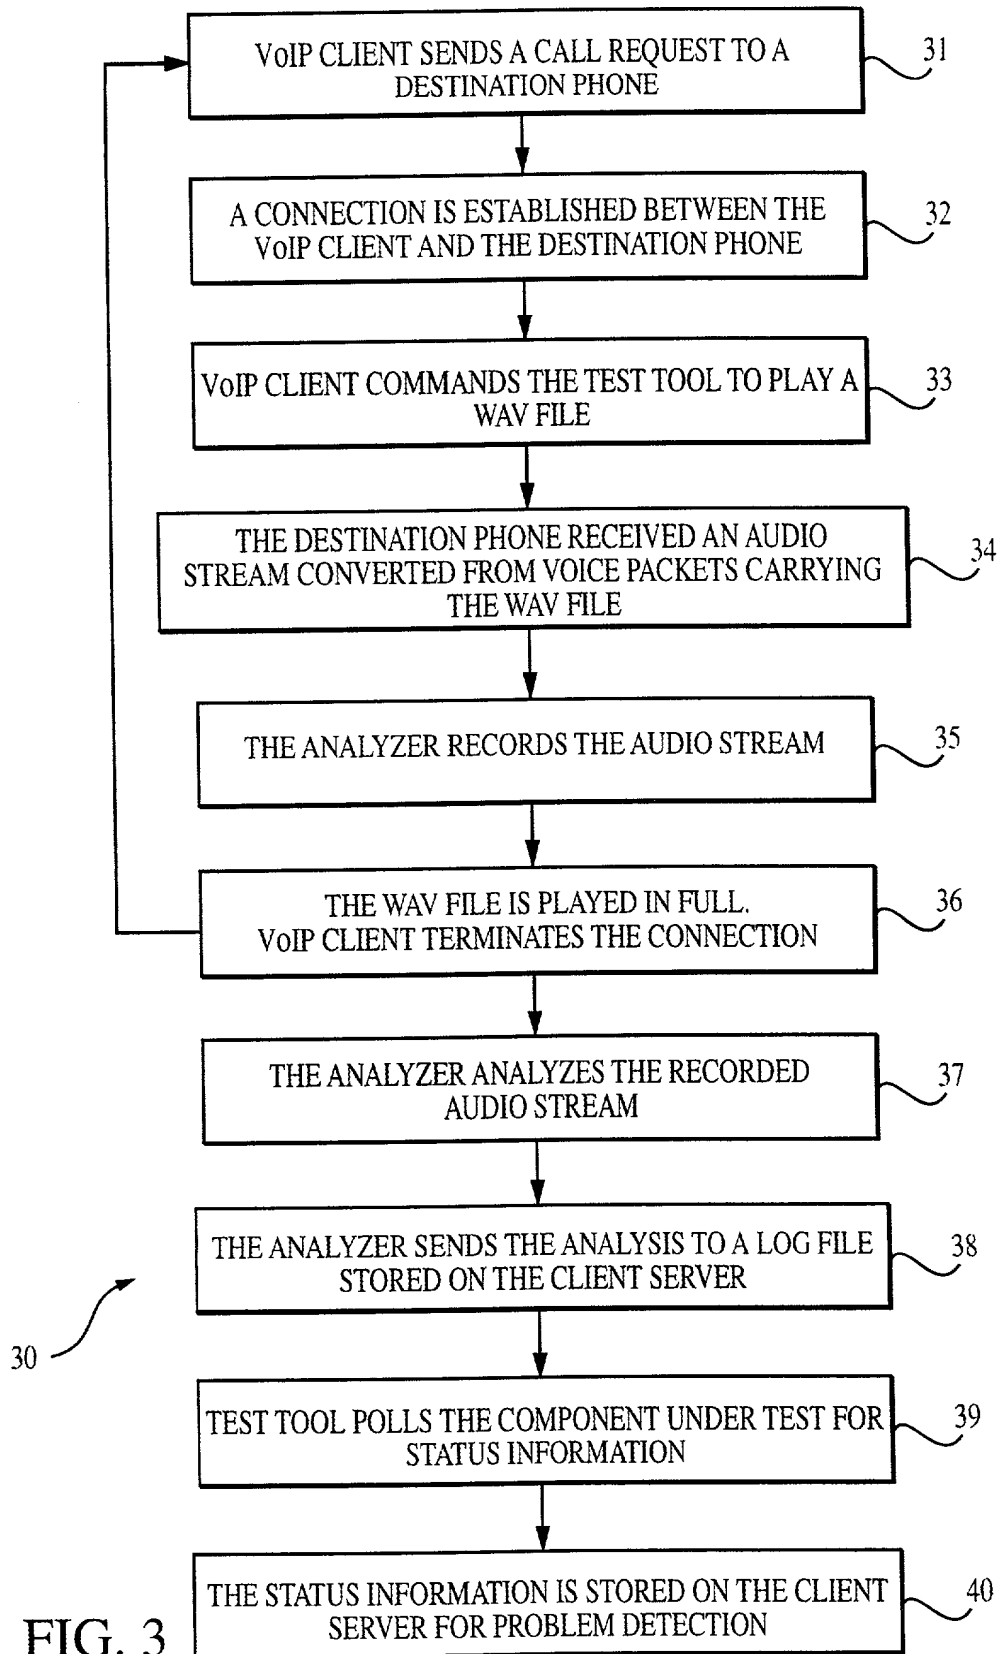 VoIP CLIENT SENDS A CALL REQUEST TO A
DESTINATION PHONE
31
A CONNECTION IS ESTABLISHED BETWEEN THE
VoIP CLIENT AND THE DESTINATION PHONE
32
VoIP CLIENT COMMANDS THE TEST TOOL TO PLAY A
WAV FILE
33
THE DESTINATION PHONE RECEIVED AN AUDIO
STREAM CONVERTED FROM VOICE PACKETS CARRYING
THE WAV FILE
34
THE ANALYZER RECORDS THE AUDIO STREAM
35
THE WAV FILE IS PLAYED IN FULL.
VoIP CLIENT TERMINATES THE CONNECTION
36
THE ANALYZER ANALYZES THE RECORDED
AUDIO STREAM
37
THE ANALYZER SENDS THE ANALYSIS TO A LOG FILE
STORED ON THE CLIENT SERVER
38
30
TEST TOOL POLLS THE COMPONENT UNDER TEST FOR
STATUS INFORMATION
39
THE STATUS INFORMATION IS STORED ON THE CLIENT
SERVER FOR PROBLEM DETECTION
40
FIG. 3